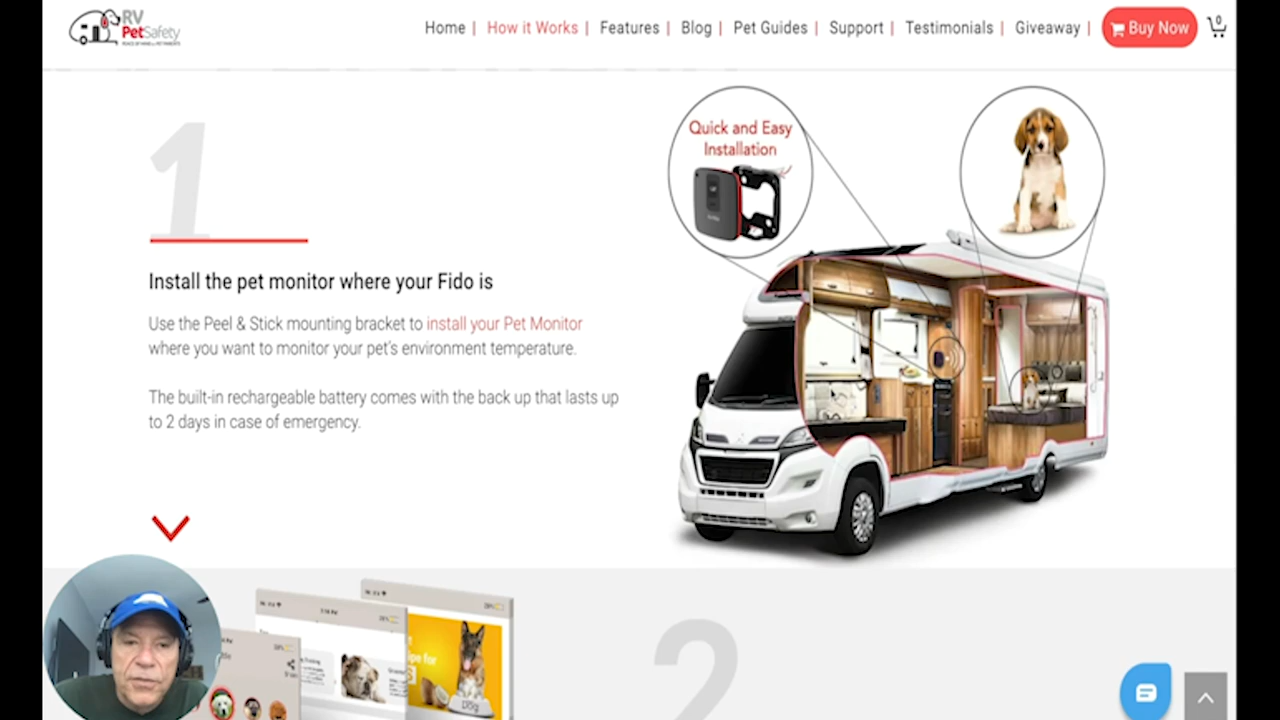 RV
PetSafety
Home | How it Works | Features | Blog | Pet Guides | Support | Testimonials | Giveaway | Buy Now 0
1
Quick and Easy
Installation
Install the pet monitor where your Fido is
Use the Peel & Stick mounting bracket to install your Pet Monitor
where you want to monitor your pet's environment temperature.
The built-in rechargeable battery comes with the back up that lasts up
to 2 days in case of emergency.
2
Dog